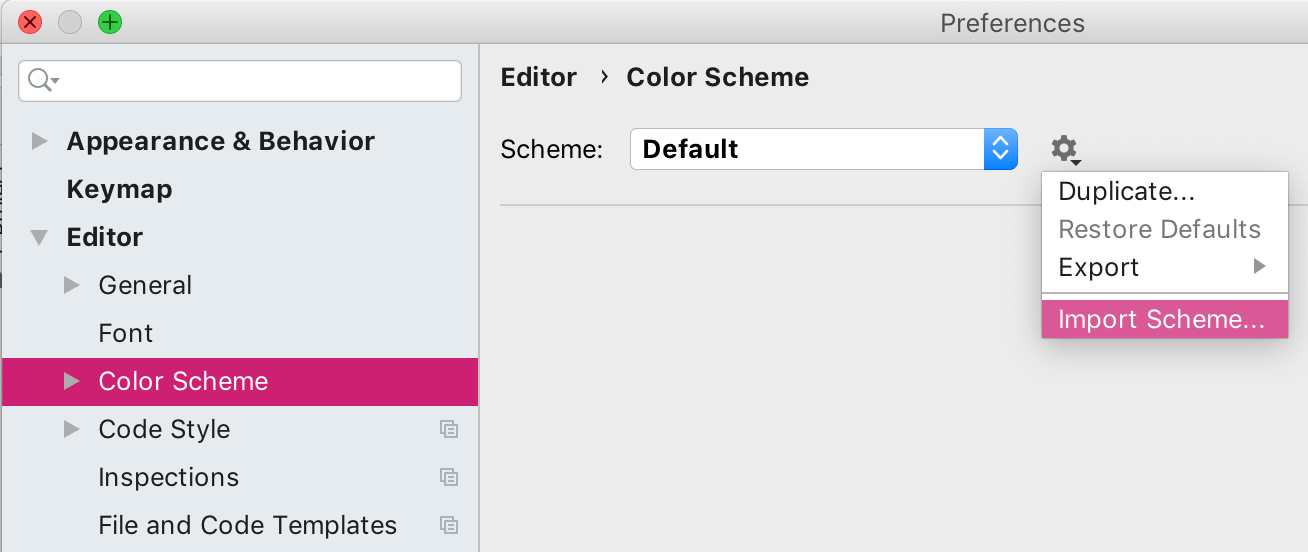 Preferences
Appearance & Behavior
Keymap
Editor
General
Font
Color Scheme
Code Style
Inspections
File and Code Templates
Editor › Color Scheme
Scheme: Default
Duplicate...
Restore Defaults
Export
Import Scheme...